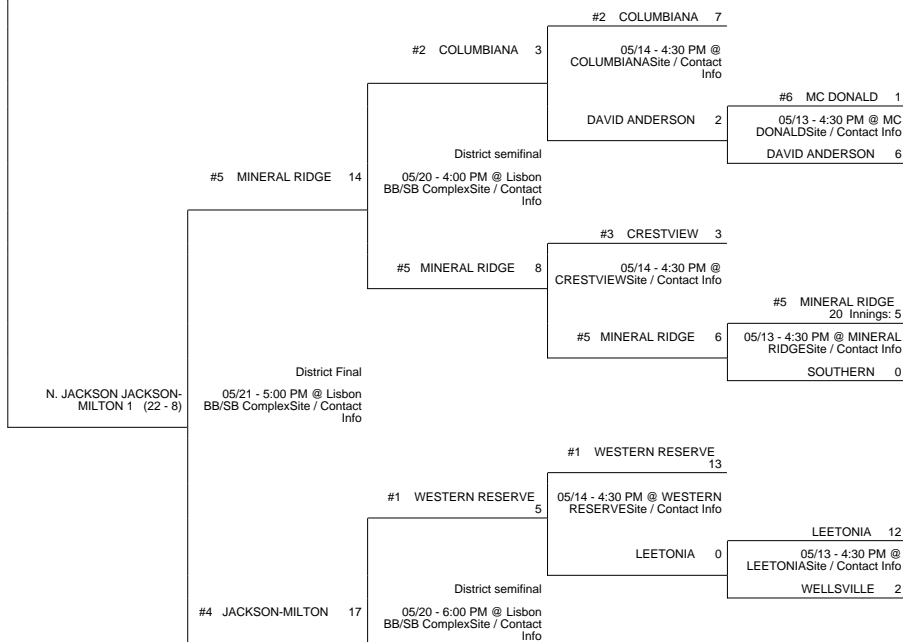 #2 COLUMBIANA 7
#2 COLUMBIANA 3
05/14 - 4:30 PM @
COLUMBIANASite / Contact
Info
#6 MC DONALD 1
DAVID ANDERSON 2
05/13 - 4:30 PM @ MC
DONALDSite / Contact Info
District semifinal
DAVID ANDERSON 6
#5 MINERAL RIDGE 14
05/20 - 4:00 PM @ Lisbon
BB/SB ComplexSite / Contact
Info
#3 CRESTVIEW 3
#5 MINERAL RIDGE 8
05/14 - 4:30 PM @
CRESTVIEWSite / Contact Info
#5 MINERAL RIDGE
20 Innings: 5
#5 MINERAL RIDGE 6
05/13 - 4:30 PM @ MINERAL
RIDGESite / Contact Info
District Final
SOUTHERN 0
N. JACKSON JACKSON-
MILTON 1 (22 - 8)
05/21 - 5:00 PM @ Lisbon
BB/SB ComplexSite / Contact
Info
#1 WESTERN RESERVE
13
#1 WESTERN RESERVE
5
05/14 - 4:30 PM @ WESTERN
RESERVESite / Contact Info
LEETONIA 12
LEETONIA 0
05/13 - 4:30 PM @
LEETONIASite / Contact Info
District semifinal
WELLSVILLE 2
#4 JACKSON-MILTON 17
05/20 - 6:00 PM @ Lisbon
BB/SB ComplexSite / Contact
Info